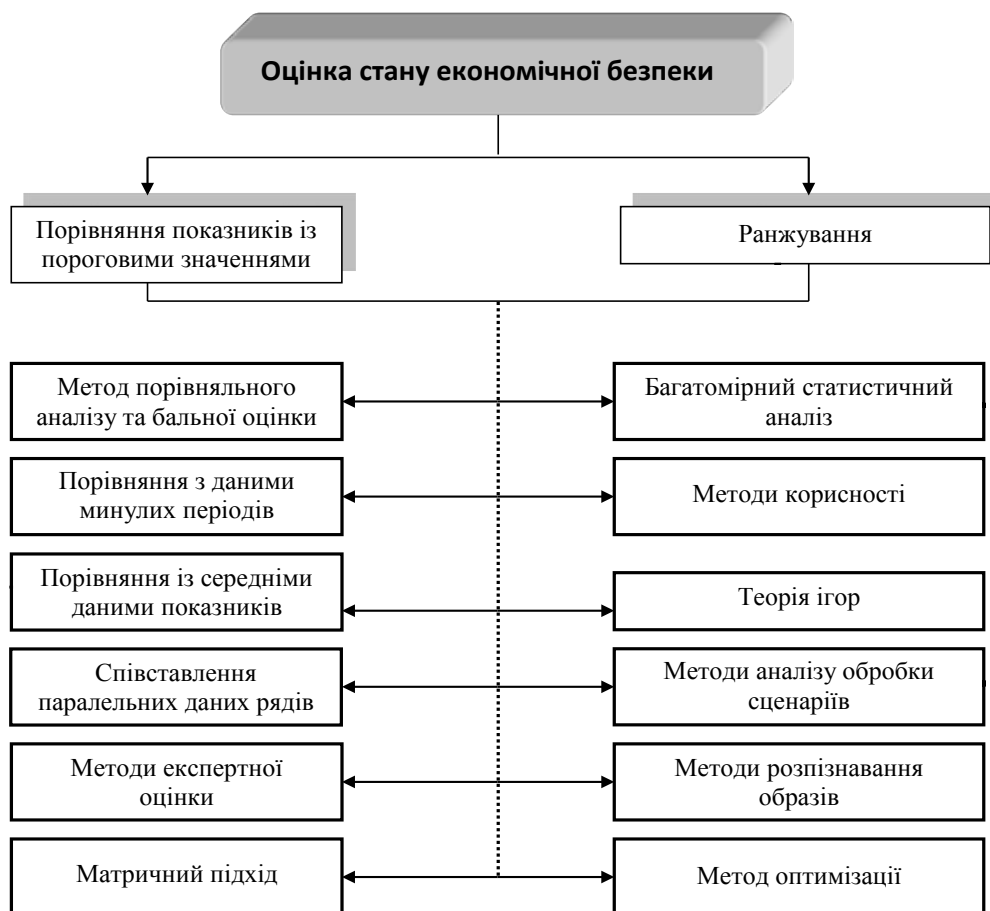 Оцінка стану економічної безпеки
Порівняння показників із
пороговими значеннями
Ранжування
Метод порівняльного
аналізу та бальної оцінки
Багатомірний статистичний
аналіз
Порівняння з даними
минулих періодів
Методи корисності
Порівняння із середніми
даними показників
Теорія ігор
Співставлення
паралельних даних рядів
Методи аналізу обробки
сценаріїв
Методи експертної
оцінки
Методи розпізнавання
образів
Матричний підхід
Метод оптимізації